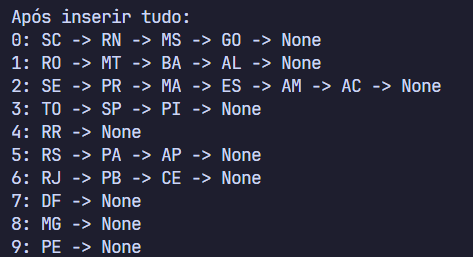 Após inserir tudo:
0: SC -> RN -> MS -> GO -> None
1: RO -> MT -> BA -> AL -> None
2: SE -> PR -> MA -> ES -> AM -> AC -> None
3: TO -> SP -> PI -> None
4: RR -> None
5: RS -> PA -> AP -> None
6: RJ -> PB -> CE -> None
7: DF -> None
8: MG -> None
9: PE -> None